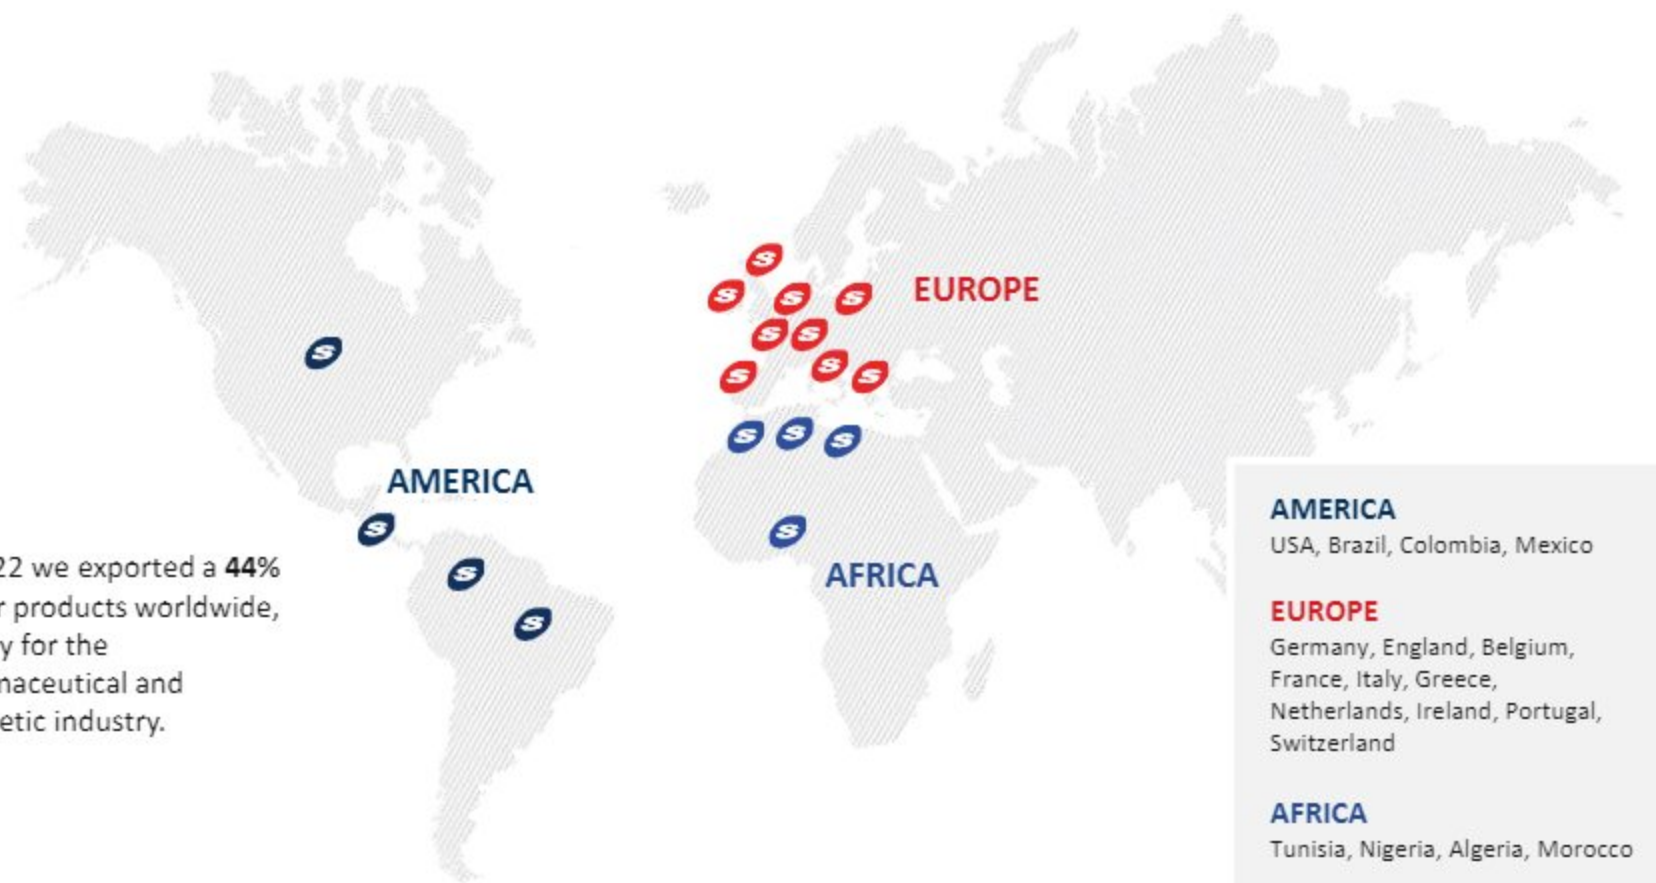 EUROPE
AMERICA
AFRICA
22 we exported a 44%
r products worldwide,
y for the
naceutical and
etic industry.
AMERICA
USA, Brazil, Colombia, Mexico
EUROPE
Germany, England, Belgium,
France, Italy, Greece,
Netherlands, Ireland, Portugal,
Switzerland
AFRICA
Tunisia, Nigeria, Algeria, Morocco